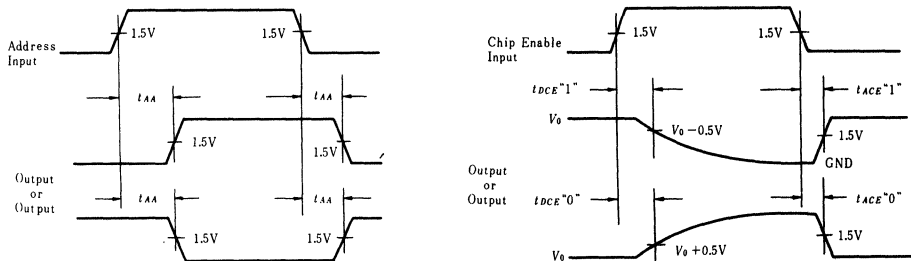 Address
Input
1.5V
1.5V
tAA
tAA
1.5V
1.5V
Output
or
Output
tAA
tAA
1.5V
1.5V
Chip Enable
Input
1.5V
1.5V
tDCE "1"
tACE "1"
V0
V0−0.5V
1.5V
GND
Output
or
Output
tDCE "0"
tACE "0"
V0
V0+0.5V
1.5V